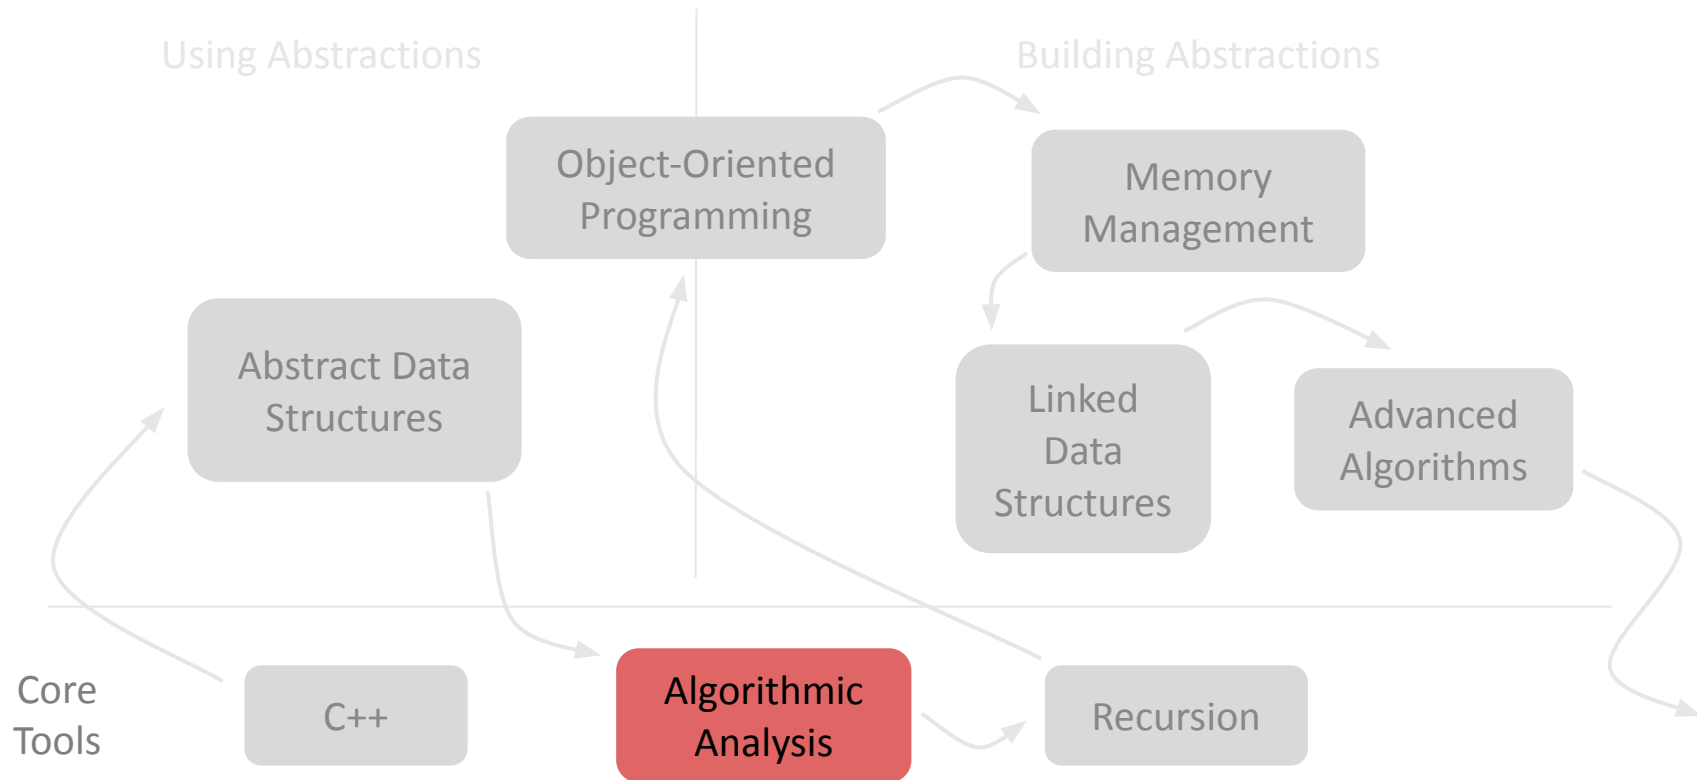 Using Abstractions
Building Abstractions
Object-Oriented
Programming
Memory
Management
Abstract Data
Structures
Linked
Data
Structures
Advanced
Algorithms
Core
Tools
C++
Algorithmic
Analysis
Recursion